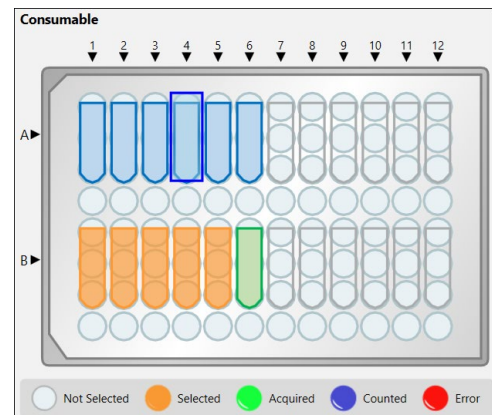 Consumable
1 2 3 4 5 6 7 8 9 10 11 12
A
B
Not Selected Selected Acquired Counted Error